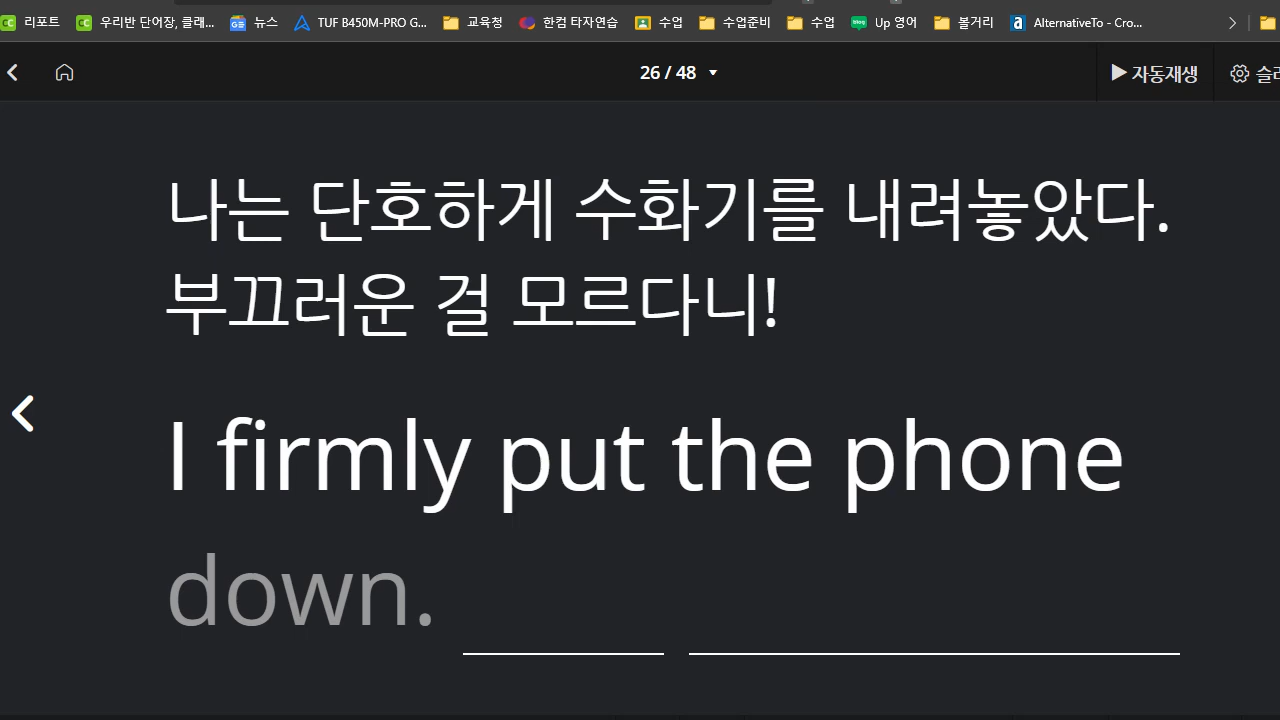 리포트 우리반 단어장, 클래... 뉴스 TUF B450M-PRO G... 교육청 한컴 타자연습 수업 수업준비 수업 Up 영어 볼거리 AlternativeTo - Cro...
26 / 48 자동재생
나는 단호하게 수화기를 내려놓았다.
부끄러운 걸 모르다니!
I firmly put the phone
down.